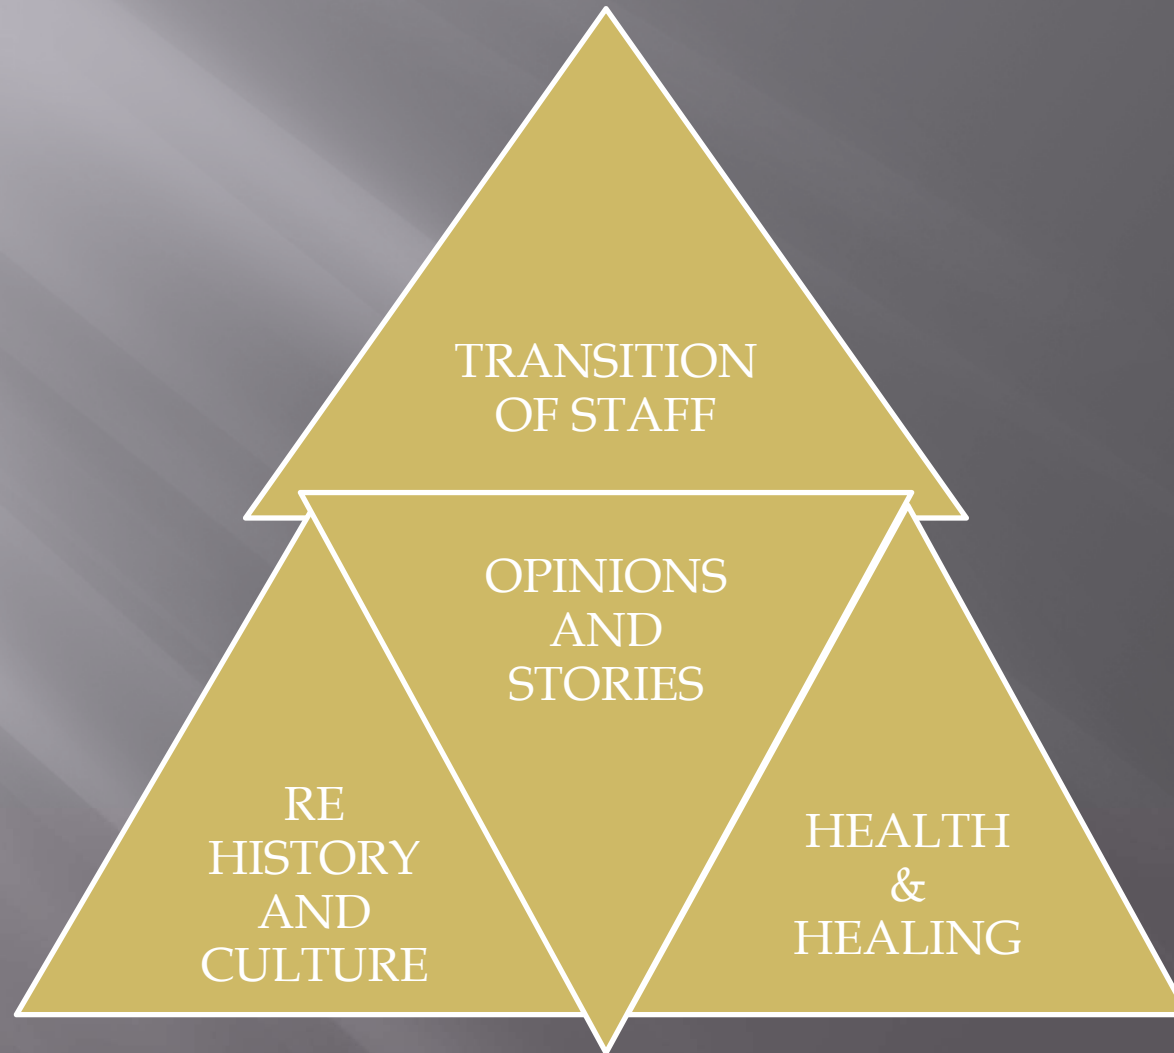 TRANSITION
OF STAFF
OPINIONS
AND
STORIES
RE
HISTORY
AND
CULTURE
HEALTH
&
HEALING